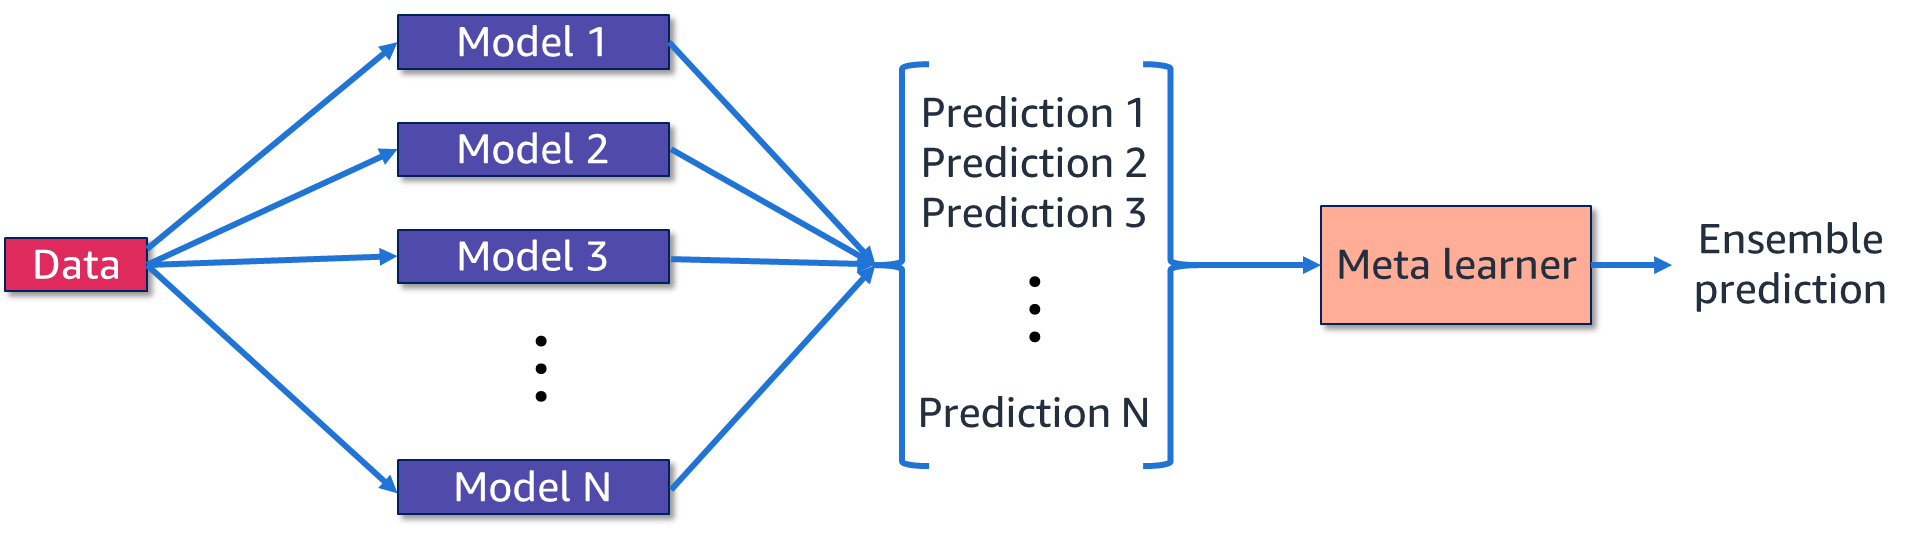 Data
Model 1
Model 2
Model 3
Model N
Prediction 1
Prediction 2
Prediction 3
Prediction N
Meta learner
Ensemble
prediction